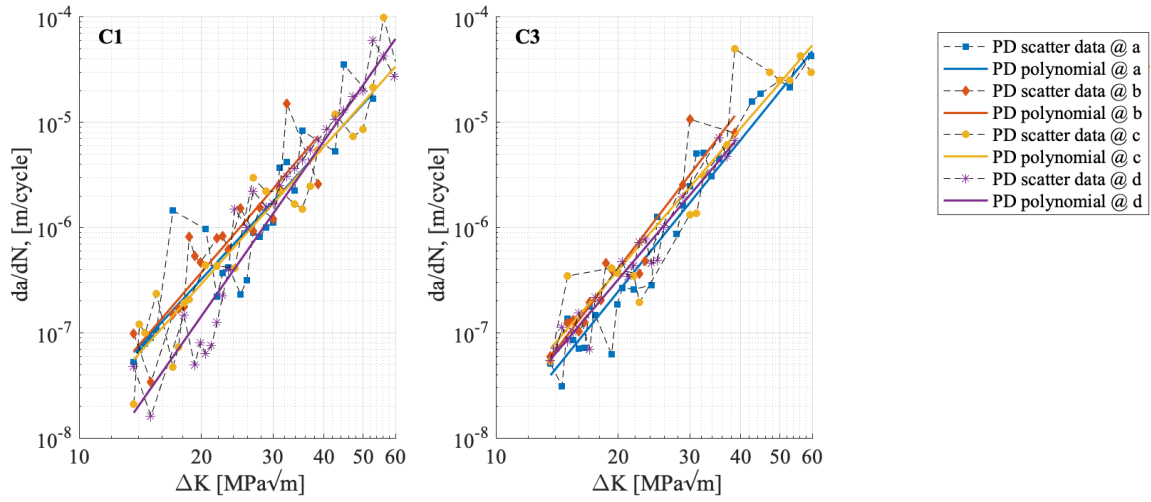 C1
10^-4
10^-5
10^-6
10^-7
10^-8
da/dN, [m/cycle]
10 20 30 40 50 60
ΔK [MPa√m]
C3
10^-4
10^-5
10^-6
10^-7
10^-8
da/dN, [m/cycle]
10 20 30 40 50 60
ΔK [MPa√m]
PD scatter data @ a
PD polynomial @ a
PD scatter data @ b
PD polynomial @ b
PD scatter data @ c
PD polynomial @ c
PD scatter data @ d
PD polynomial @ d